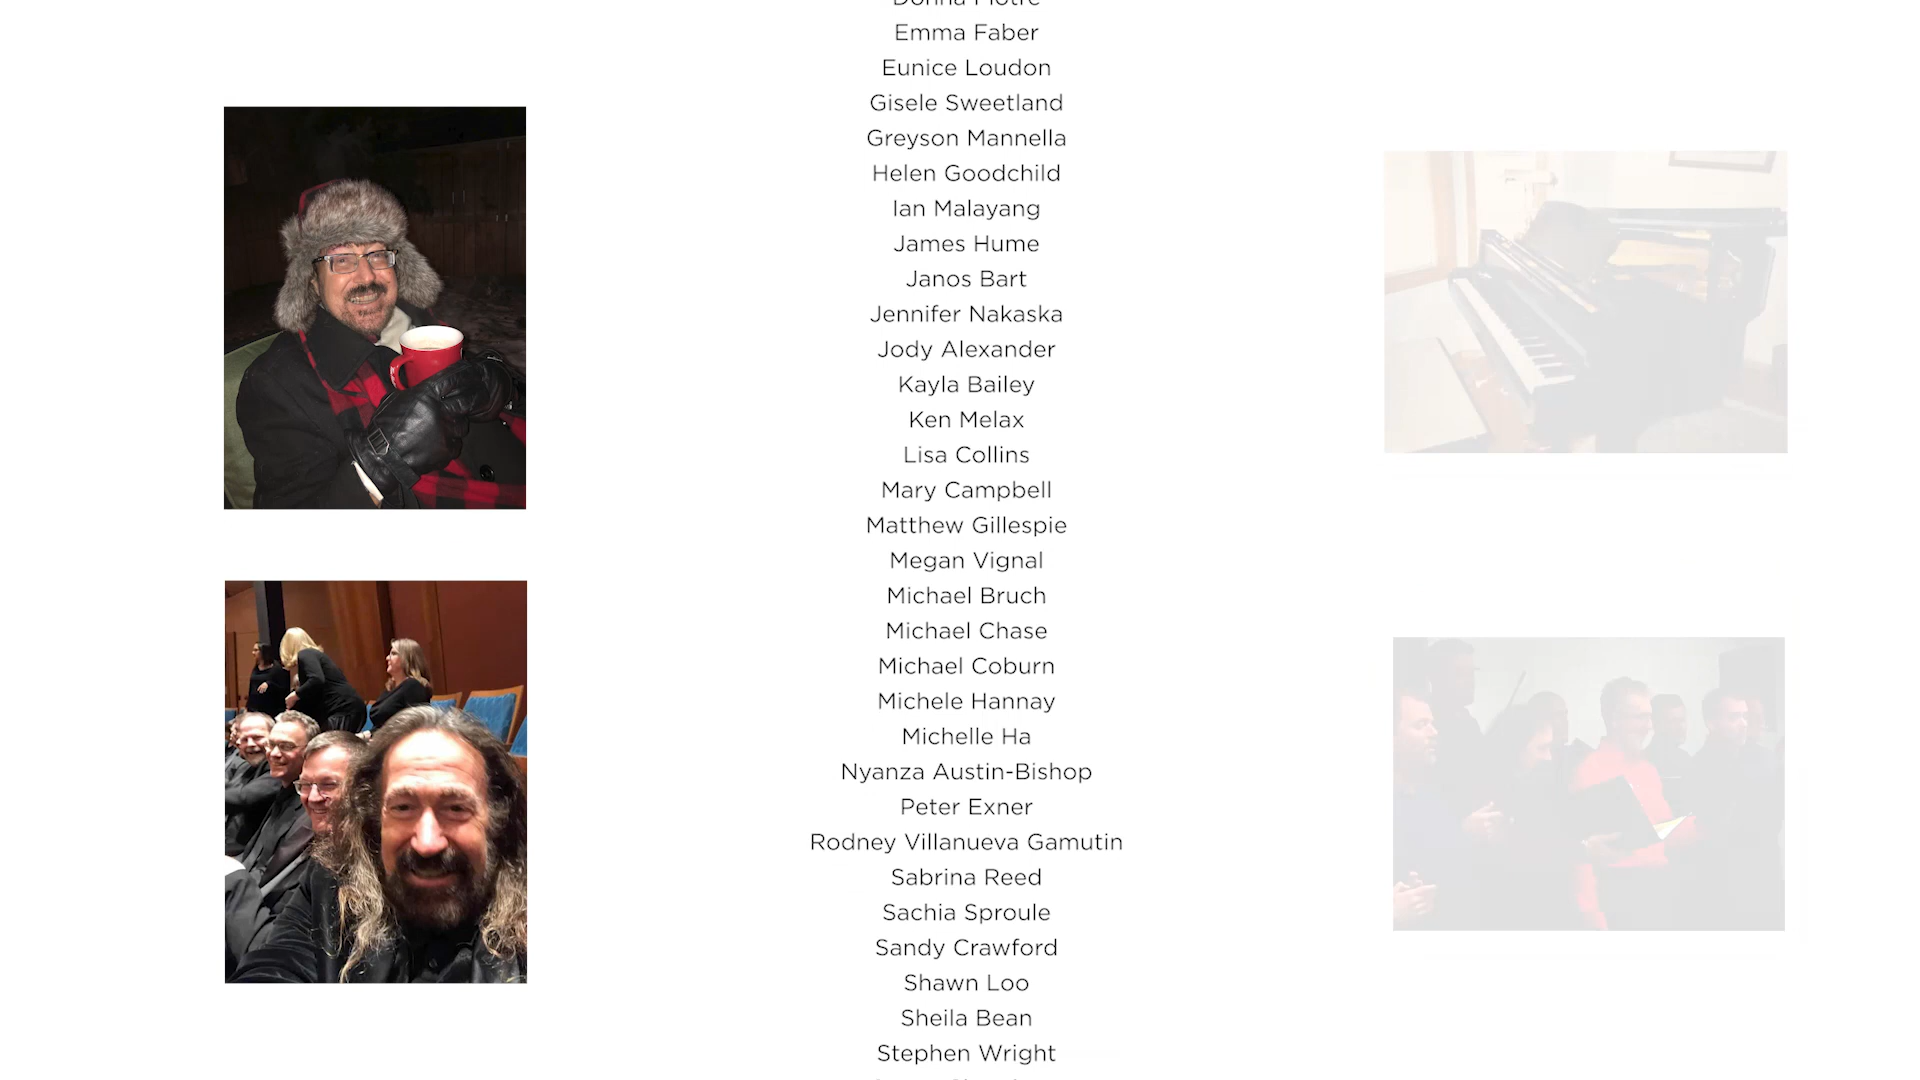 Emma Faber
Eunice Loudon
Gisele Sweetland
Greyson Mannella
Helen Goodchild
Ian Malayang
James Hume
Janos Bart
Jennifer Nakaska
Jody Alexander
Kayla Bailey
Ken Melax
Lisa Collins
Mary Campbell
Matthew Gillespie
Megan Vignal
Michael Bruch
Michael Chase
Michael Coburn
Michele Hannay
Michelle Ha
Nyanza Austin-Bishop
Peter Exner
Rodney Villanueva Gamutin
Sabrina Reed
Sachia Sproule
Sandy Crawford
Shawn Loo
Sheila Bean
Stephen Wright